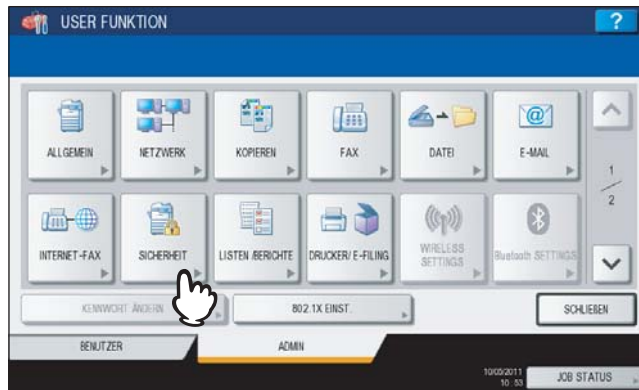 USER FUNKTION
?
ALLGEMEIN
NETZWERK
KOPIEREN
FAX
DATEI
E-MAIL
1
2
INTERNET-FAX
SICHERHEIT
LISTEN /BERICHTE
DRUCKER/ E-FILING
WIRELESS
SETTINGS
Bluetooth SETTINGS
KENNWORT ÄNDERN
802.1X EINST.
SCHLIEßEN
BENUTZER
ADMIN
10/05/2011
10 53
JOB STATUS